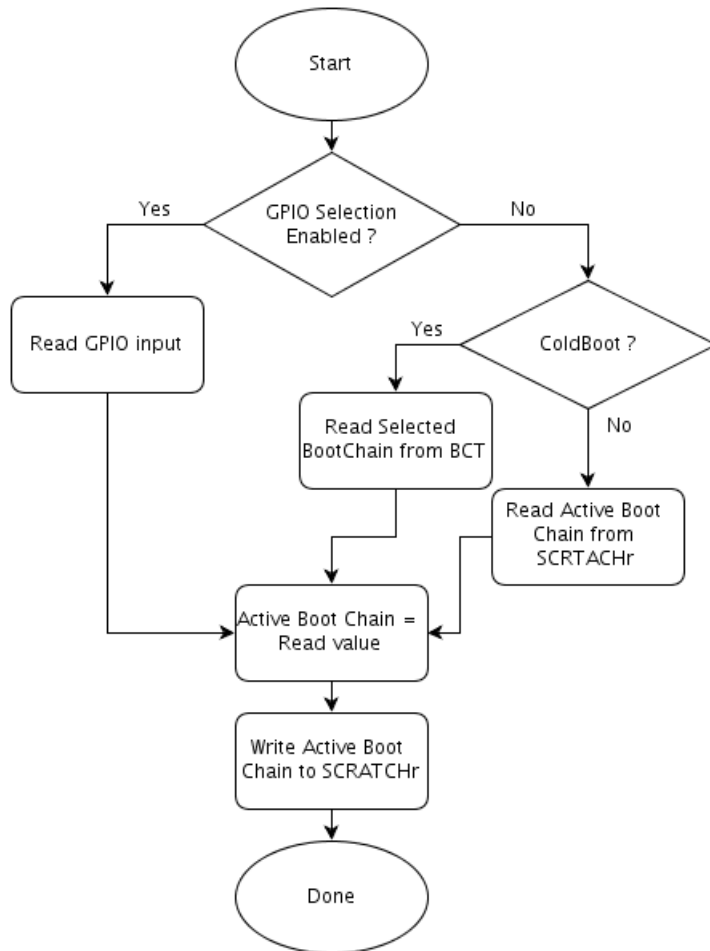 Start
GPIO Selection
Enabled ?
Yes
No
Read GPIO input
ColdBoot ?
Yes
No
Read Selected
BootChain from BCT
Read Active Boot
Chain from
SCRTACHr
Active Boot Chain =
Read value
Write Active Boot
Chain to SCRATCHr
Done